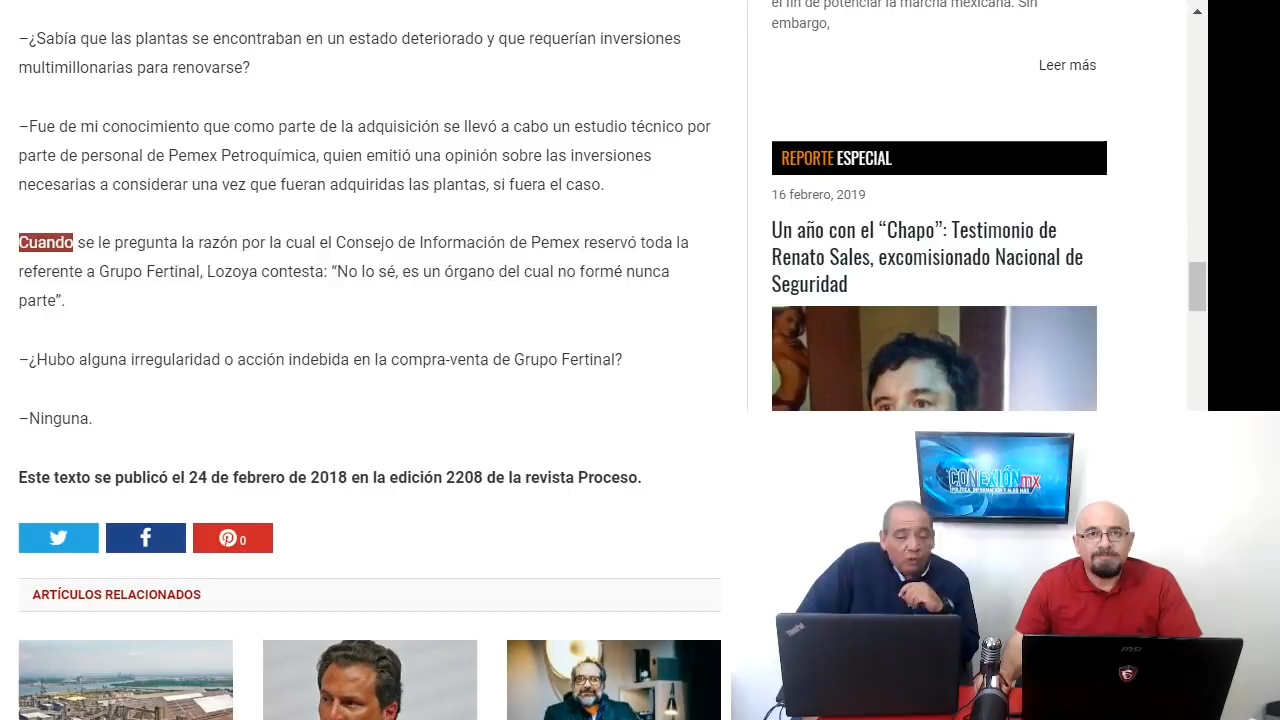 –¿Sabía que las plantas se encontraban en un estado deteriorado y que requerían inversiones
multimillonarias para renovarse?
–Fue de mi conocimiento que como parte de la adquisición se llevó a cabo un estudio técnico por
parte de personal de Pemex Petroquímica, quien emitió una opinión sobre las inversiones
necesarias a considerar una vez que fueran adquiridas las plantas, si fuera el caso.
Cuando se le pregunta la razón por la cual el Consejo de Información de Pemex reservó toda la
referente a Grupo Fertinal, Lozoya contesta: “No lo sé, es un órgano del cual no formé nunca
parte”.
–¿Hubo alguna irregularidad o acción indebida en la compra-venta de Grupo Fertinal?
–Ninguna.
Este texto se publicó el 24 de febrero de 2018 en la edición 2208 de la revista Proceso.
0
ARTÍCULOS RELACIONADOS
el fin de potenciar la marcha mexicana. Sin
embargo,
Leer más
REPORTE ESPECIAL
16 febrero, 2019
Un año con el “Chapo”: Testimonio de
Renato Sales, excomisionado Nacional de
Seguridad
CONEXIÓN mx
POLÍTICA, INFORMACIÓN Y ALGO MÁS
ThinkPad
msi